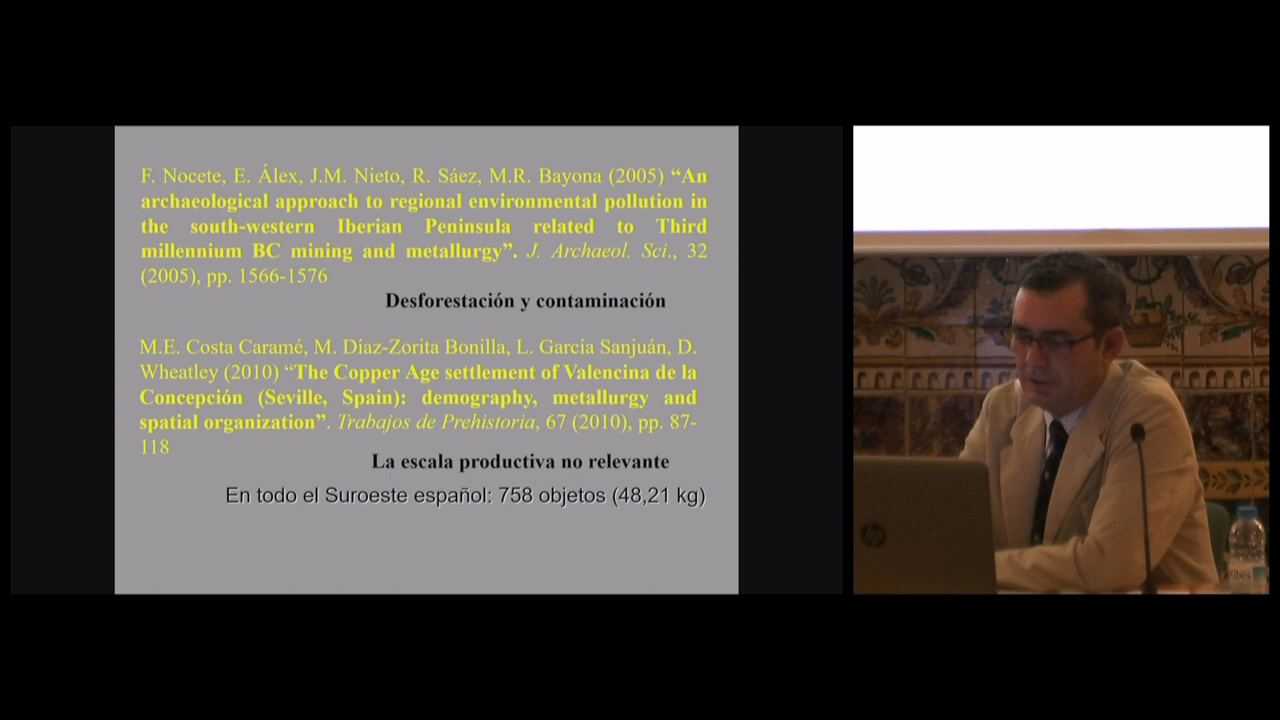 F. Nocete, E. Álex, J.M. Nieto, R. Sáez, M.R. Bayona (2005) “An
archaeological approach to regional environmental pollution in
the south-western Iberian Peninsula related to Third
millennium BC mining and metallurgy”. J. Archaeol. Sci., 32
(2005), pp. 1566-1576
Desforestación y contaminación
M.E. Costa Caramé, M. Díaz-Zorita Bonilla, L. García Sanjuán, D.
Wheatley (2010) “The Copper Age settlement of Valencina de la
Concepción (Seville, Spain): demography, metallurgy and
spatial organization”. Trabajos de Prehistoria, 67 (2010), pp. 87-
118
La escala productiva no relevante
En todo el Suroeste español: 758 objetos (48,21 kg)
hp